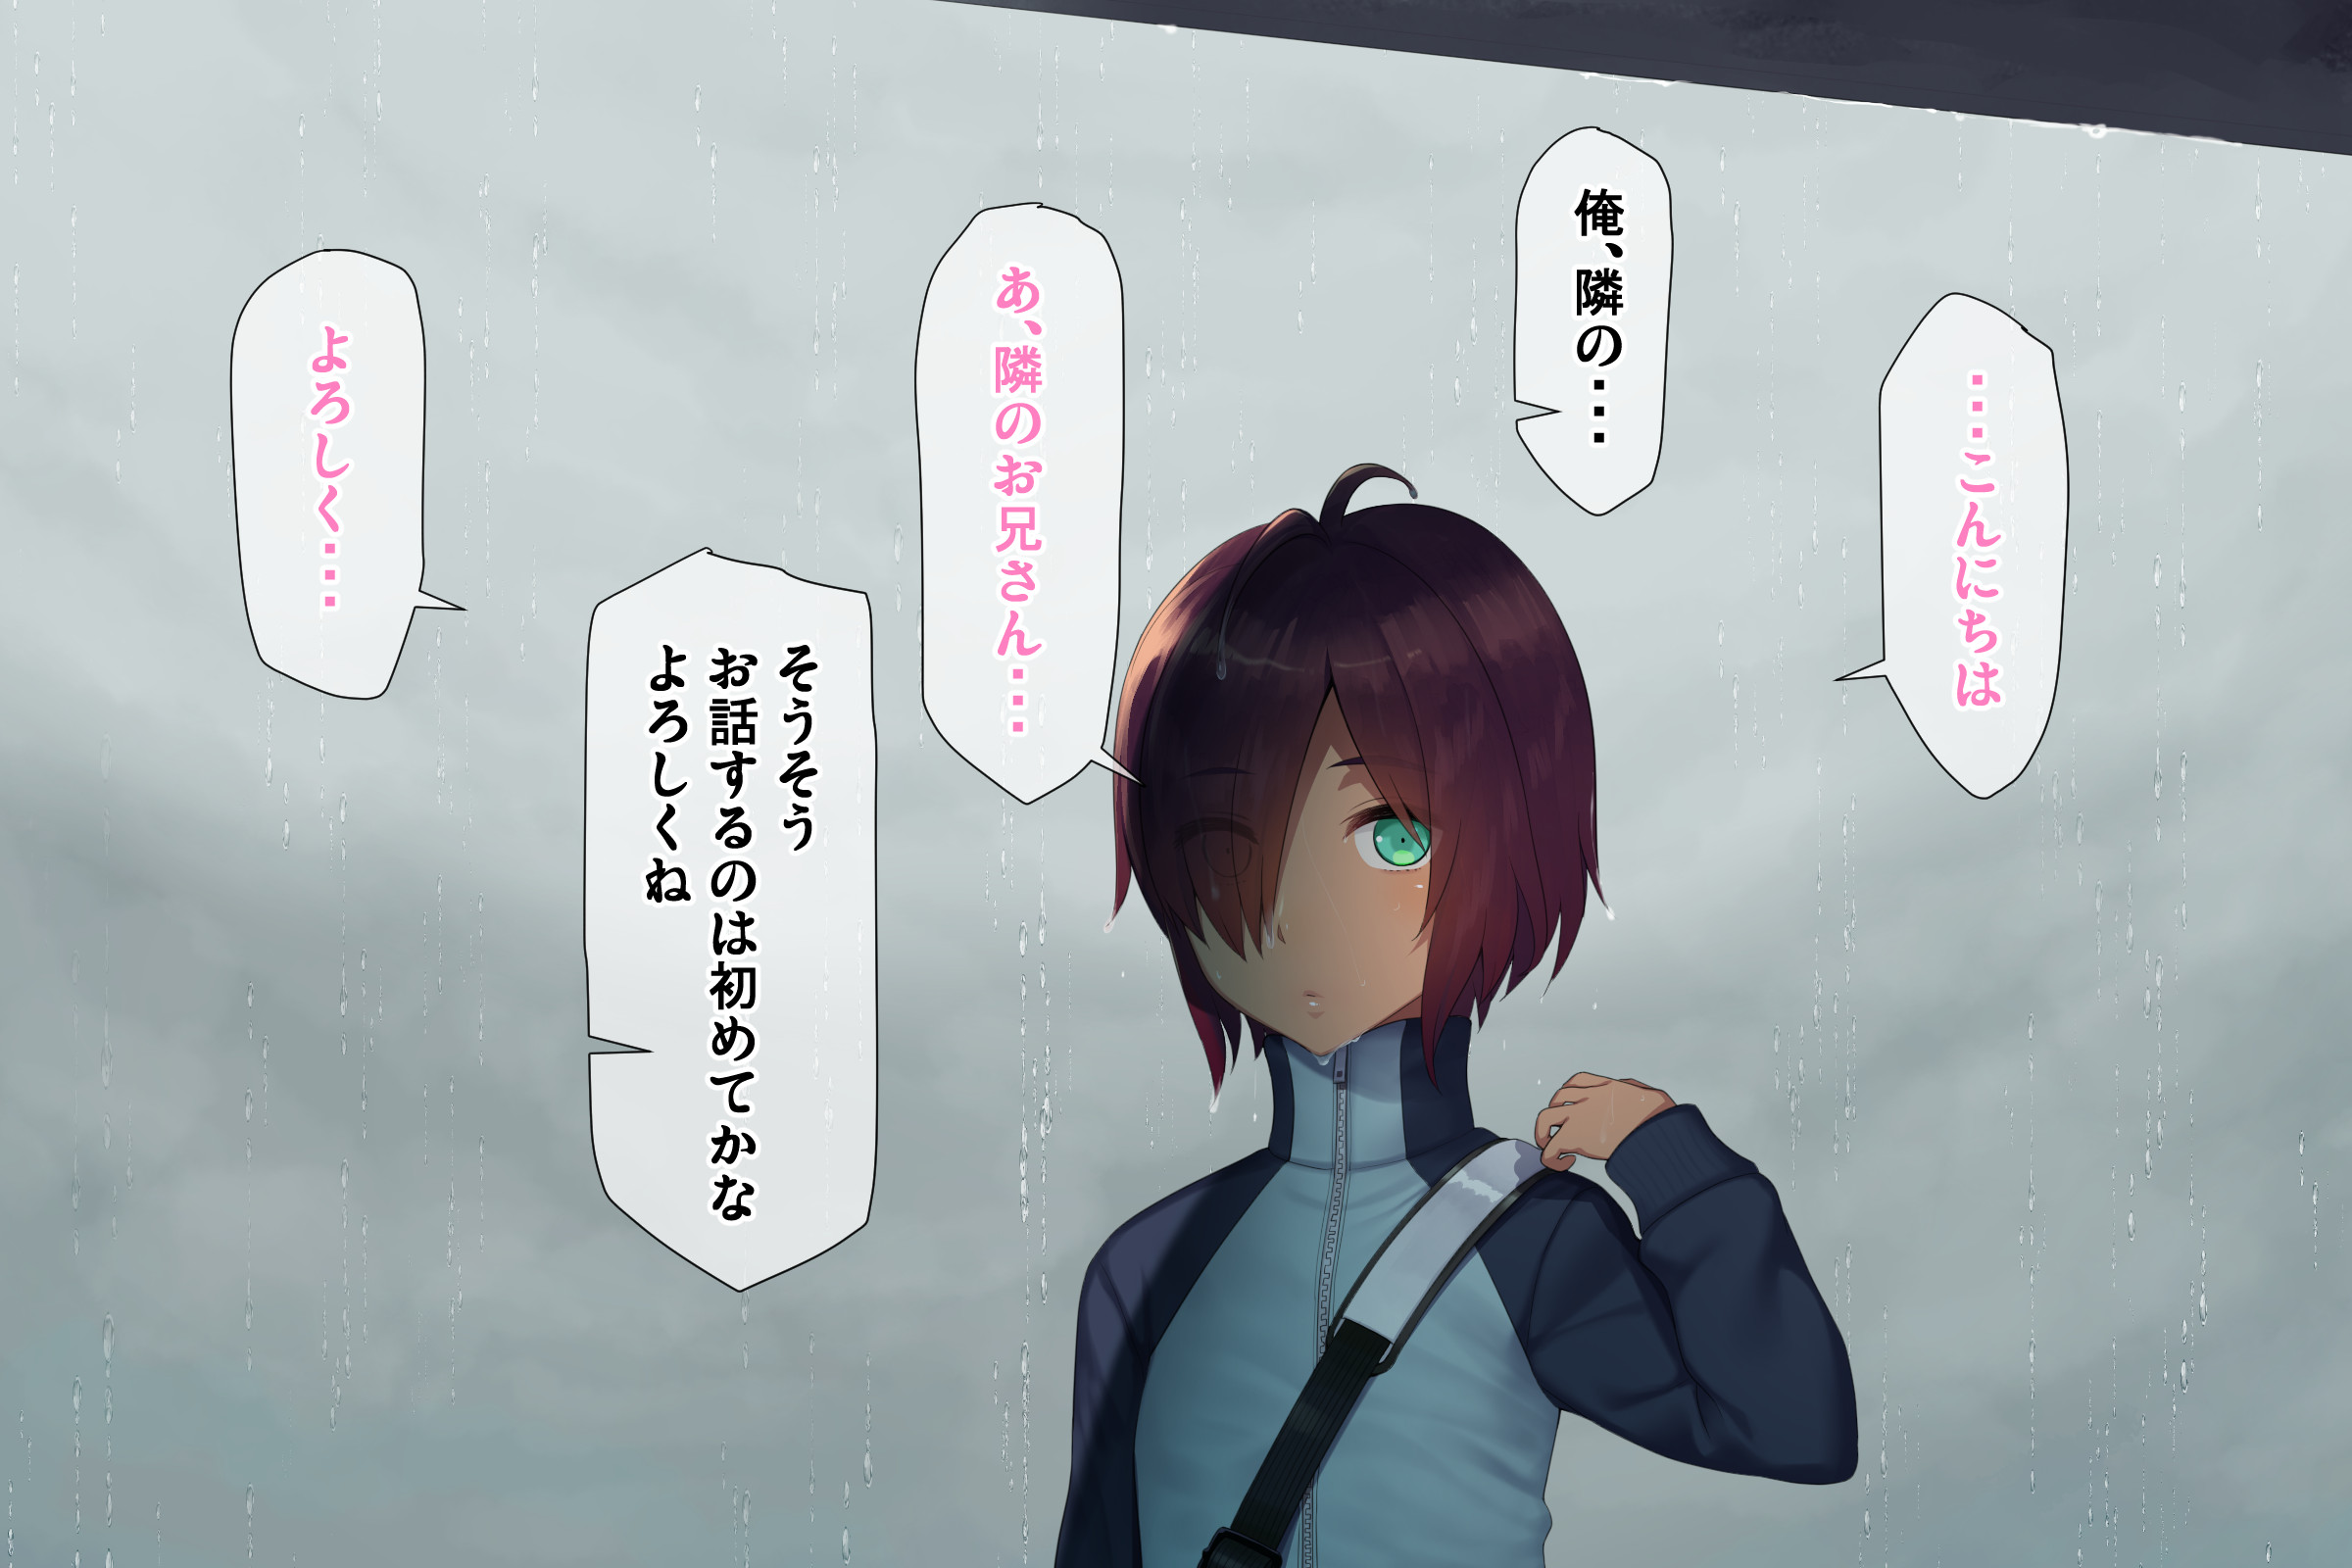 ・・・こんにちは
俺、隣の・・・
あ、隣のお兄さん・・・
そうそう
お話するのは初めてかな
よろしくね
よろしく・・・